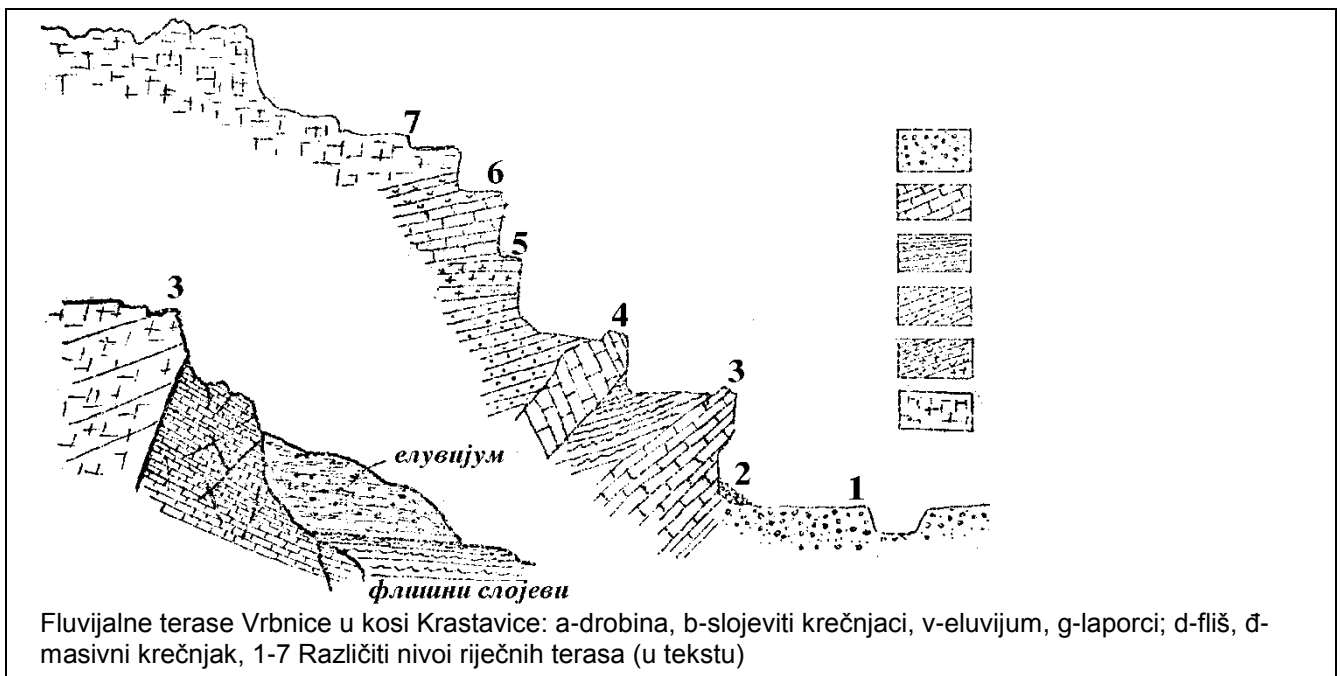 7
6
5
3
4
3
елувијум
2
1
флишни слојеви
Fluvijalne terase Vrbnice u kosi Krastavice: a-drobina, b-slojeviti krečnjaci, v-eluvijum, g-laporci; d-fliš, đ-
masivni krečnjak, 1-7 Različiti nivoi riječnih terasa (u tekstu)